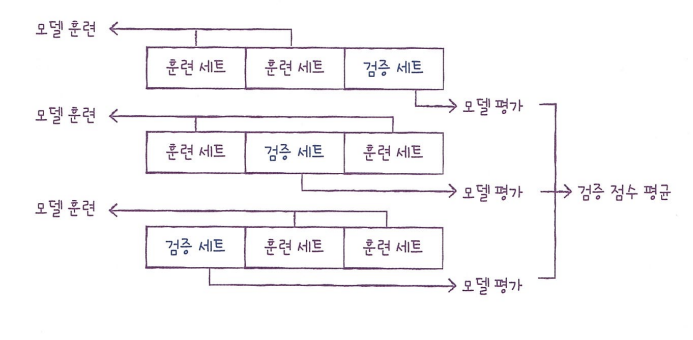 모델 훈련
훈련 세트 훈련 세트 검증 세트
모델 평가
모델 훈련
훈련 세트 검증 세트 훈련 세트
모델 평가 검증 점수 평균
모델 훈련
검증 세트 훈련 세트 훈련 세트
모델 평가